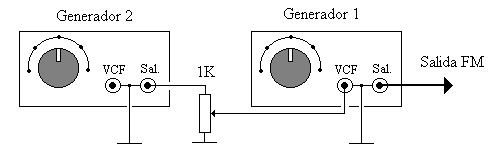 Generador 2
Generador 1
1K
VCF
Sal.
VCF
Sal.
Salida FM